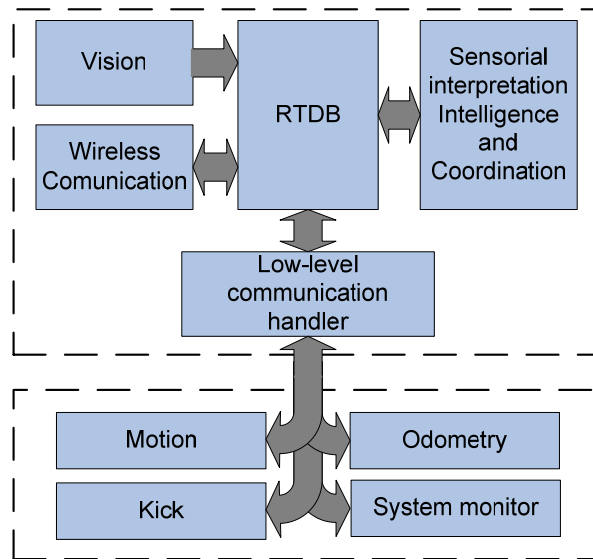 Vision
RTDB
Sensorial
interpretation
Intelligence
and
Coordination
Wireless
Comunication
Low-level
communication
handler
Motion
Odometry
Kick
System monitor